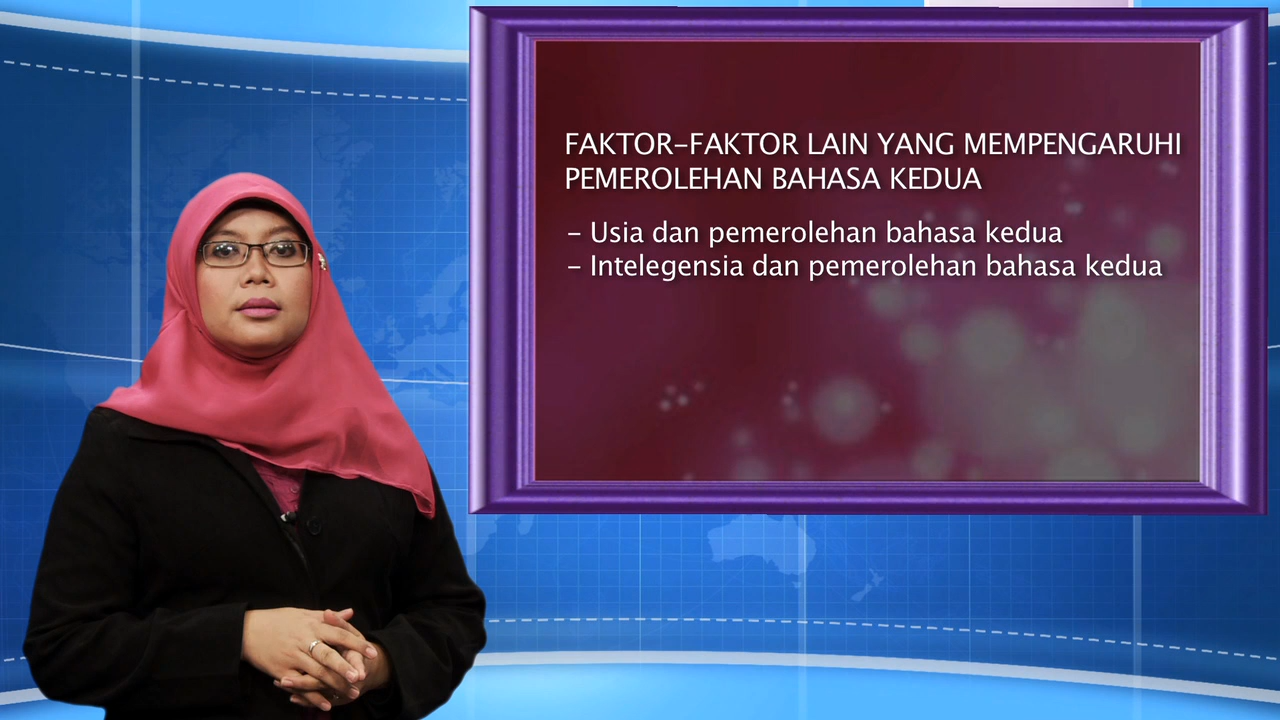 FAKTOR-FAKTOR LAIN YANG MEMPENGARUHI
PEMEROLEHAN BAHASA KEDUA
- Usia dan pemerolehan bahasa kedua
- Intelegensia dan pemerolehan bahasa kedua